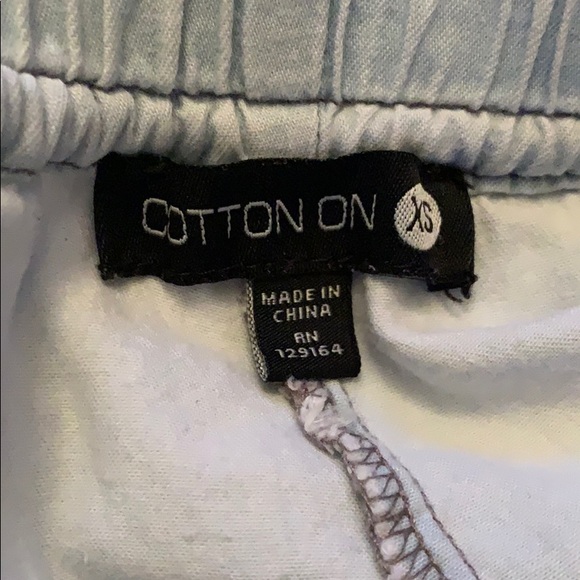 COTTON ON XS
MADE IN
CHINA
RN
129164